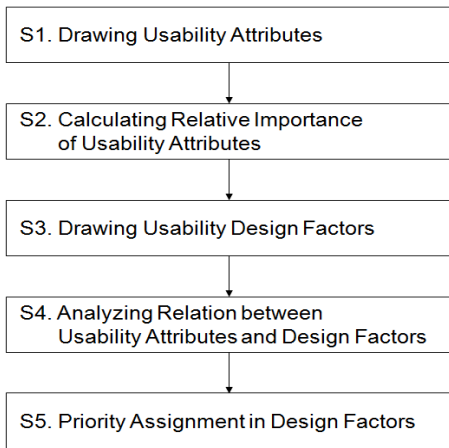 S1. Drawing Usability Attributes
S2. Calculating Relative Importance
of Usability Attributes
S3. Drawing Usability Design Factors
S4. Analyzing Relation between
Usability Attributes and Design Factors
S5. Priority Assignment in Design Factors